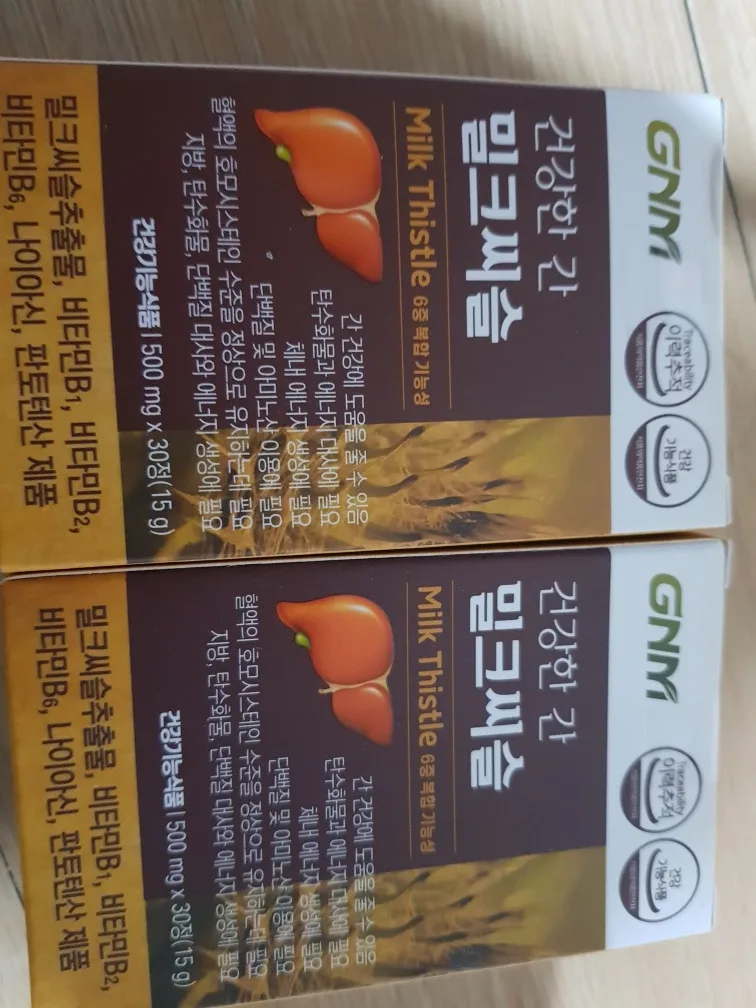 GNM
Traceability
이력추적
건강
기능식품
건강한 간
밀크씨슬
Milk Thistle 6중 복합 기능성
간 건강에 도움을 줄 수 있음
탄수화물과 에너지 대사에 필요
체내 에너지 생성에 필요
단백질 및 아미노산 이용에 필요
혈액의 호모시스테인 수준을 정상으로 유지하는데 필요
지방, 탄수화물, 단백질 대사와 에너지 생성에 필요
건강기능식품 | 500 mg x 30정(15 g)
밀크씨슬추출물, 비타민B₁, 비타민B₂,
비타민B₆, 나이아신, 판토텐산 제품
GNM
Traceability
이력추적
건강
기능식품
건강한 간
밀크씨슬
Milk Thistle 6중 복합 기능성
간 건강에 도움을 줄 수 있음
탄수화물과 에너지 대사에 필요
체내 에너지 생성에 필요
단백질 및 아미노산 이용에 필요
혈액의 호모시스테인 수준을 정상으로 유지하는데 필요
지방, 탄수화물, 단백질 대사와 에너지 생성에 필요
건강기능식품 | 500 mg x 30정(15 g)
밀크씨슬추출물, 비타민B₁, 비타민B₂,
비타민B₆, 나이아신, 판토텐산 제품